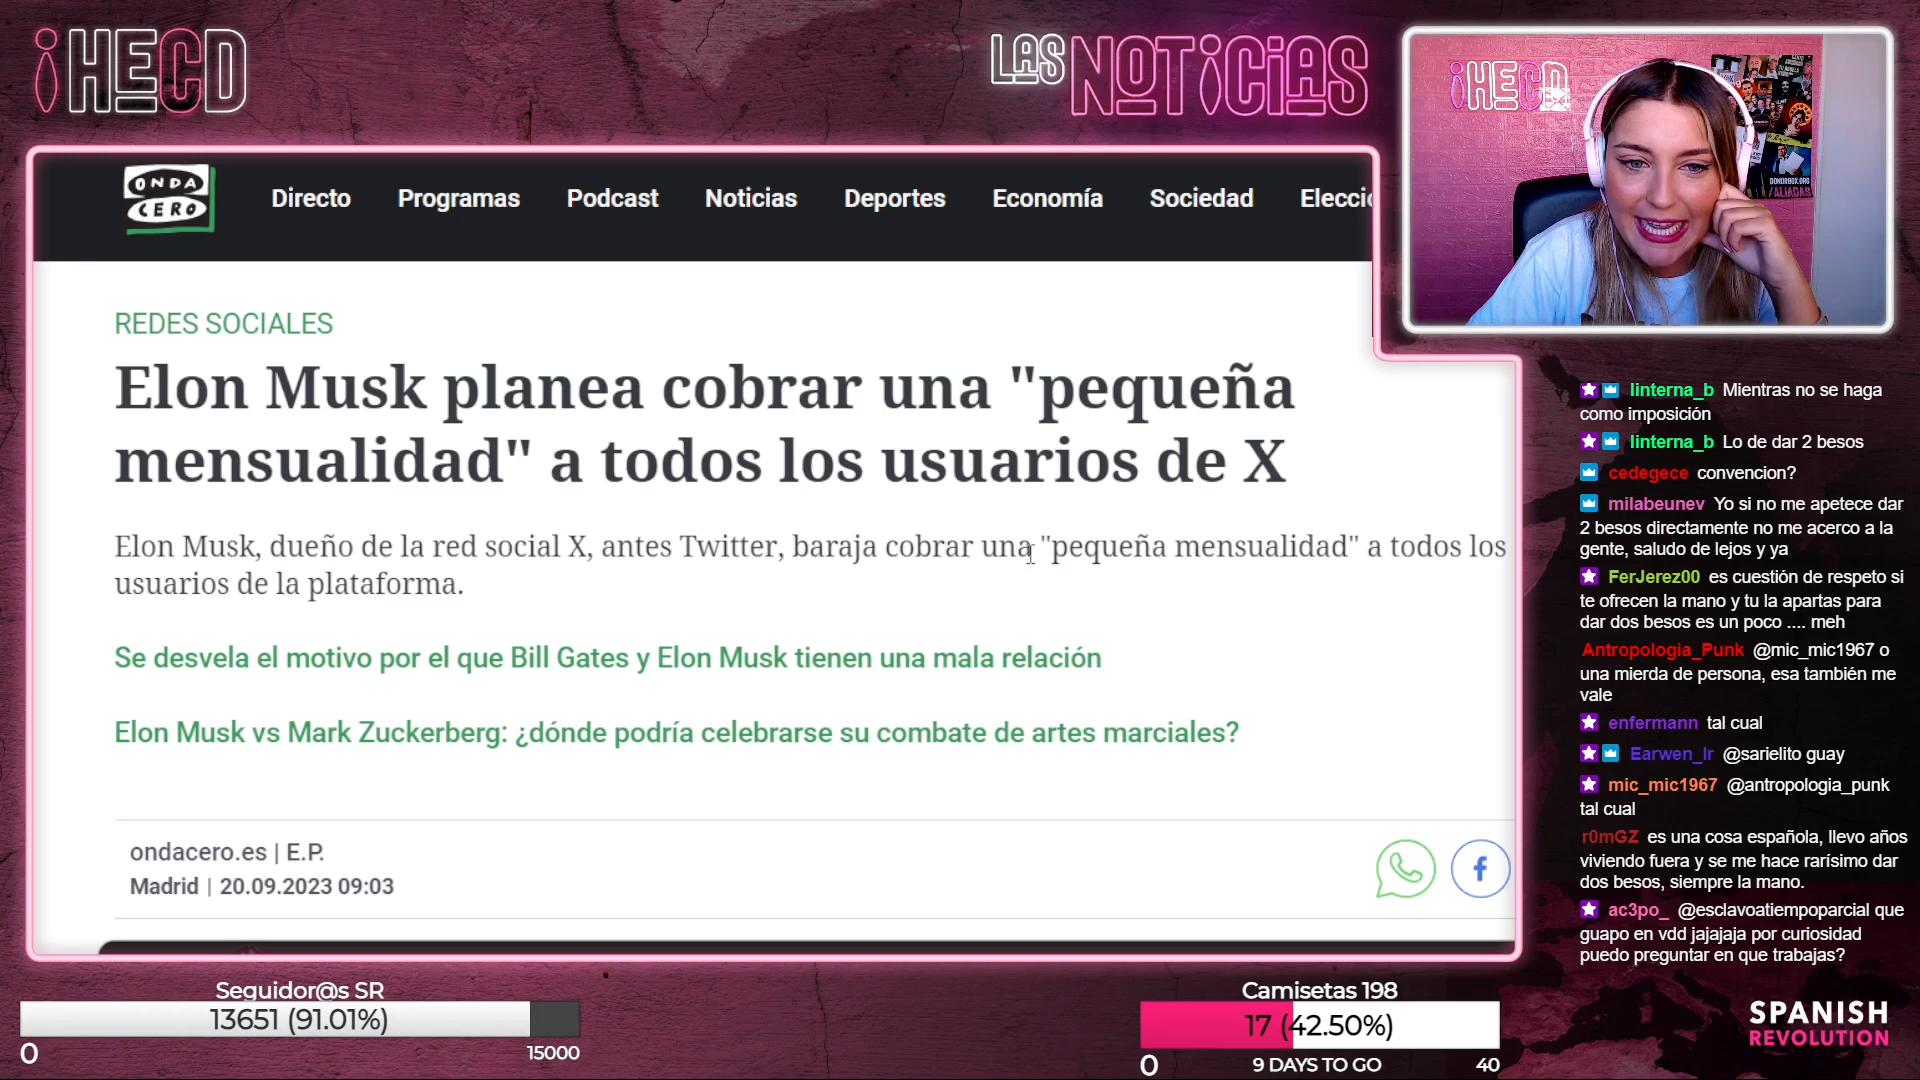 ¡HECD
LAS NOTICIAS
¡HECD
DONORBOX.ORG
/ALIADAS
ONDA
CERO
Directo Programas Podcast Noticias Deportes Economía Sociedad Elecci
REDES SOCIALES
Elon Musk planea cobrar una "pequeña
mensualidad" a todos los usuarios de X
Elon Musk, dueño de la red social X, antes Twitter, baraja cobrar una "pequeña mensualidad" a todos los
usuarios de la plataforma.
Se desvela el motivo por el que Bill Gates y Elon Musk tienen una mala relación
Elon Musk vs Mark Zuckerberg: ¿dónde podría celebrarse su combate de artes marciales?
ondacero.es | E.P.
Madrid | 20.09.2023 09:03
linterna_b Mientras no se haga
como imposición
linterna_b Lo de dar 2 besos
cedegece convencion?
milabeunev Yo si no me apetece dar
2 besos directamente no me acerco a la
gente, saludo de lejos y ya
FerJerez00 es cuestión de respeto si
te ofrecen la mano y tu la apartas para
dar dos besos es un poco .... meh
Antropologia_Punk @mic_mic1967 o
una mierda de persona, esa también me
vale
enfermann tal cual
Earwen_Ir @sarielito guay
mic_mic1967 @antropologia_punk
tal cual
r0mGZ es una cosa española, llevo años
viviendo fuera y se me hace rarísimo dar
dos besos, siempre la mano.
ac3po_ @esclavoatiempoparcial que
guapo en vdd jajajaja por curiosidad
puedo preguntar en que trabajas?
Seguidor@s SR
13651 (91.01%)
0 15000
Camisetas 198
17 (42.50%)
0 9 DAYS TO GO 40
SPANISH
REVOLUTION